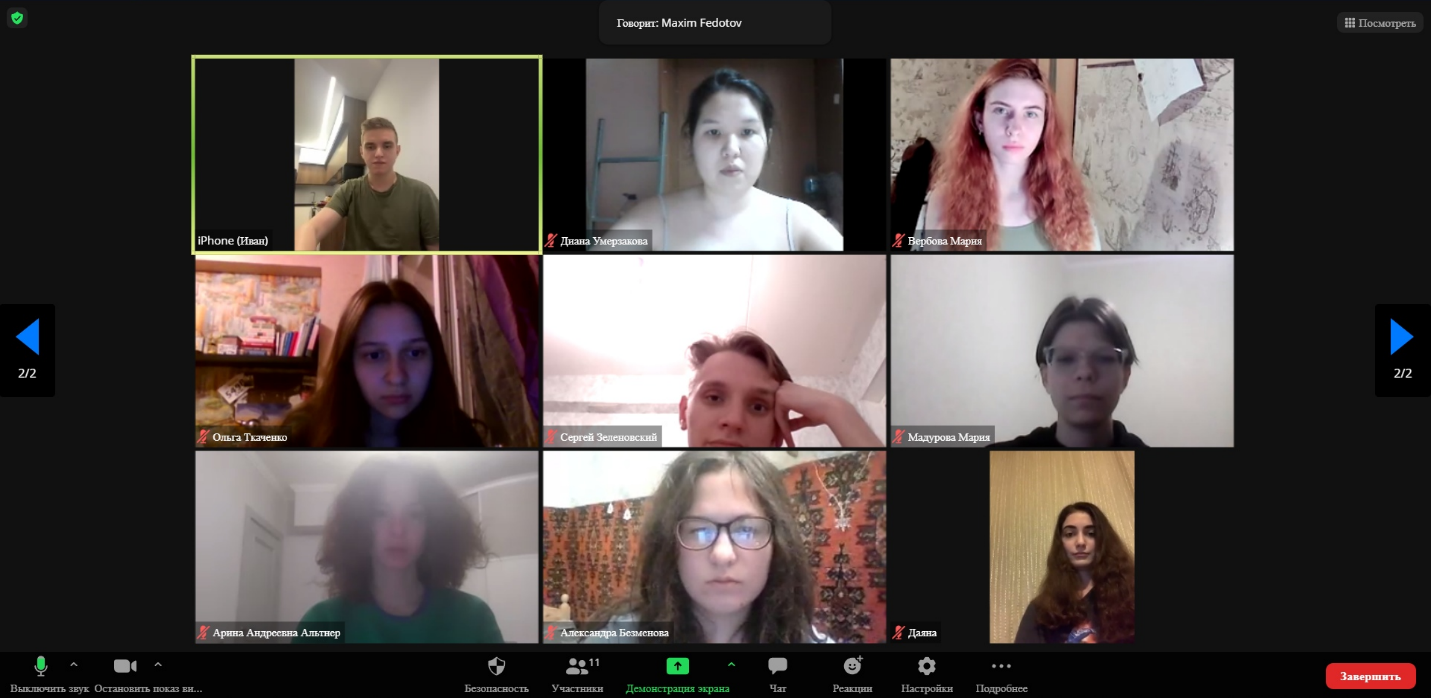 Говорит: Maxim Fedotov
Посмотреть
iPhone (Иван)
Диана Умерзакова
Вербова Мария
2/2
2/2
Ольга Ткаченко
Сергей Зеленовский
Мадурова Мария
Арина Андреевна Альтнер
Александра Безменова
Даяна
11
Выключить звук
Остановить показ ви...
Безопасность
Участники
Демонстрация экрана
Чат
Реакции
Настройки
Подробнее
Завершить